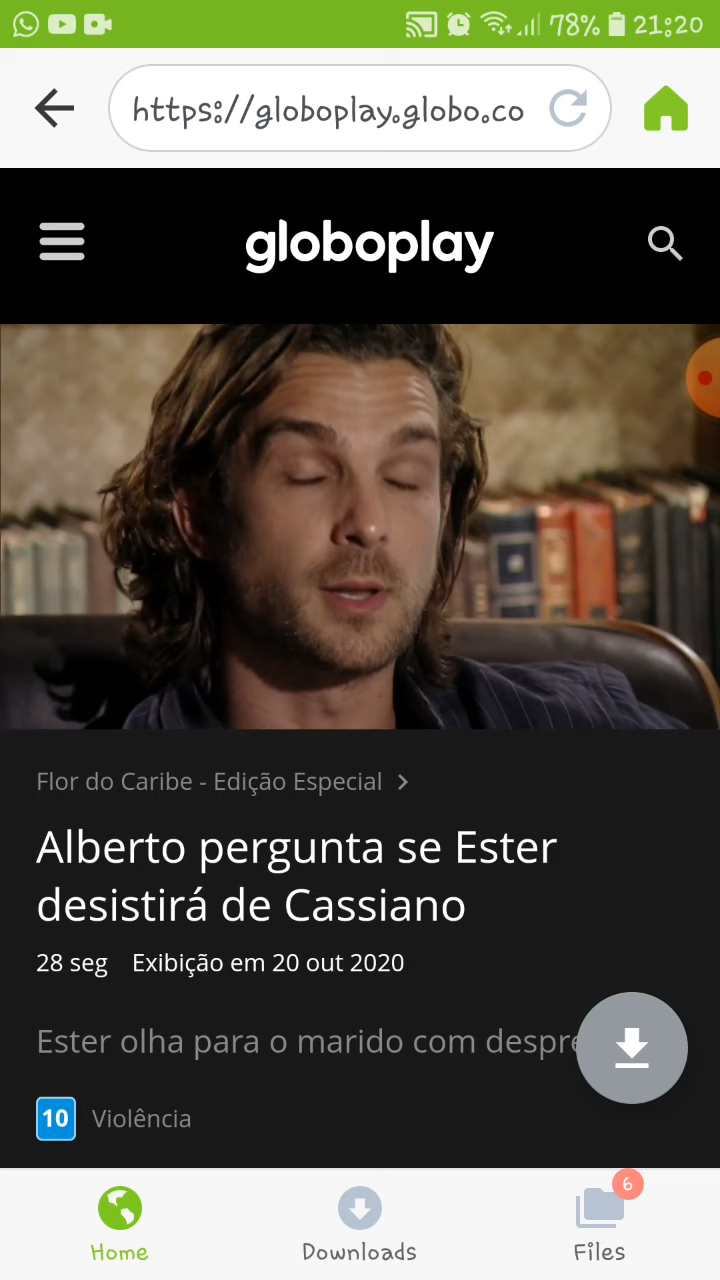 78% 21:20
https://globoplay.globo.co
globoplay
Flor do Caribe - Edição Especial
Alberto pergunta se Ester
desistirá de Cassiano
28 seg Exibição em 20 out 2020
Ester olha para o marido com despre
10 Violência
6
Home Downloads Files